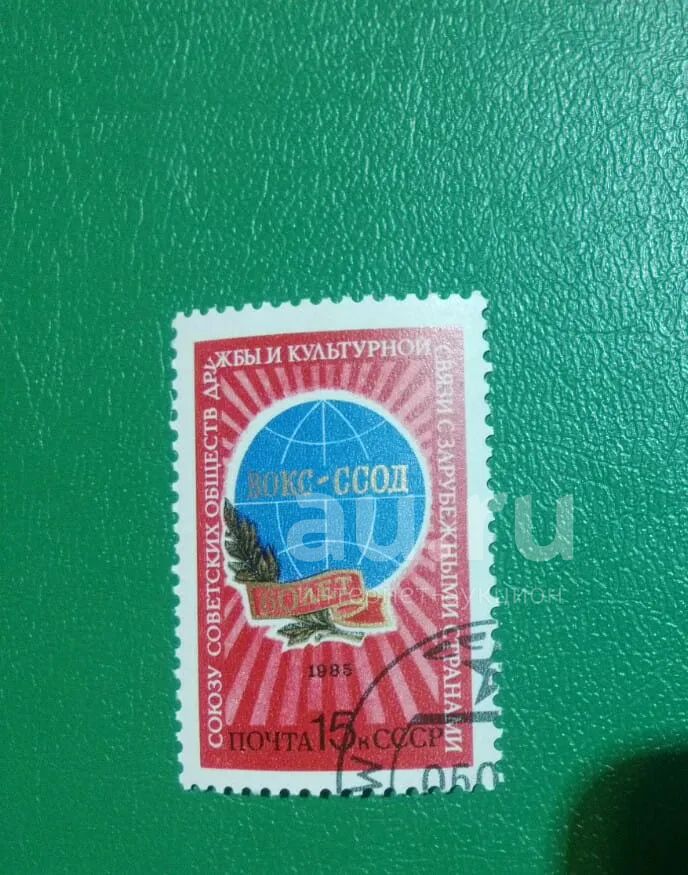 СОЮЗУ СОВЕТСКИХ ОБЩЕСТВ ДРУЖБЫ И КУЛЬТУРНОЙ СВЯЗИ С ЗАРУБЕЖНЫМИ СТРАНАМИ
ВОКС-ССОД
au.ru
интернет-аукцион
60 ЛЕТ
1985
ПОЧТА 15к СССР
М
050